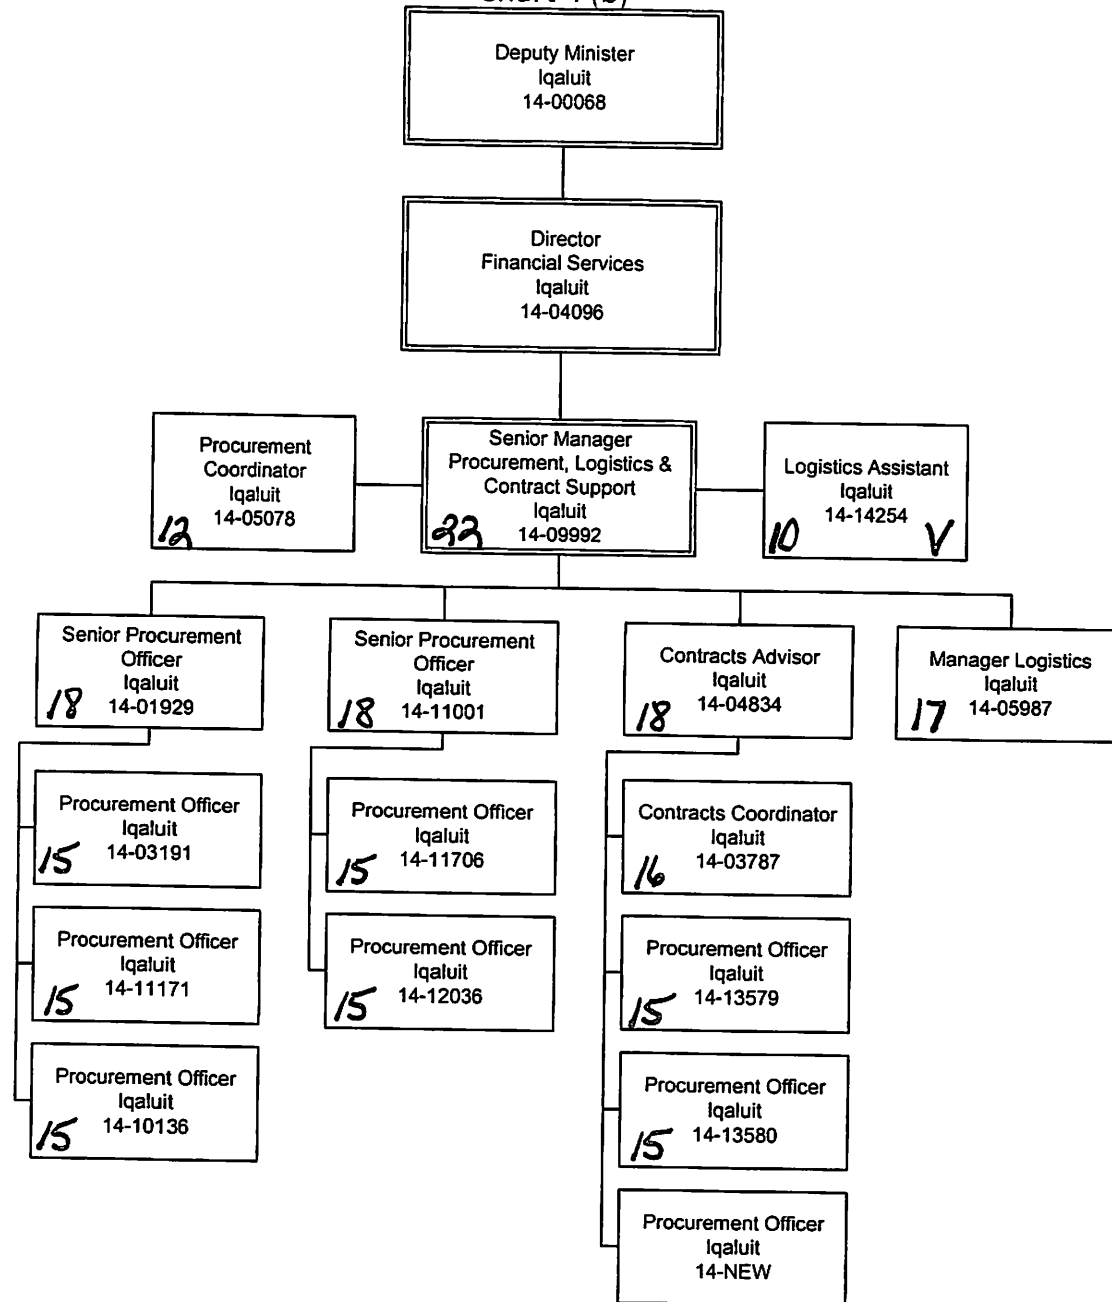 Chart 4 (b)
Deputy Minister
Iqaluit
14-00068
Director
Financial Services
Iqaluit
14-04096
Procurement
Coordinator
Iqaluit
14-05078
12
Senior Manager
Procurement, Logistics &
Contract Support
Iqaluit
14-09992
22
Logistics Assistant
Iqaluit
14-14254
10 V
Senior Procurement
Officer
Iqaluit
14-01929
18
Senior Procurement
Officer
Iqaluit
14-11001
18
Contracts Advisor
Iqaluit
14-04834
18
Manager Logistics
Iqaluit
14-05987
17
Procurement Officer
Iqaluit
14-03191
15
Procurement Officer
Iqaluit
14-11171
15
Procurement Officer
Iqaluit
14-10136
15
Procurement Officer
Iqaluit
14-11706
15
Procurement Officer
Iqaluit
14-12036
15
Contracts Coordinator
Iqaluit
14-03787
16
Procurement Officer
Iqaluit
14-13579
15
Procurement Officer
Iqaluit
14-13580
15
Procurement Officer
Iqaluit
14-NEW